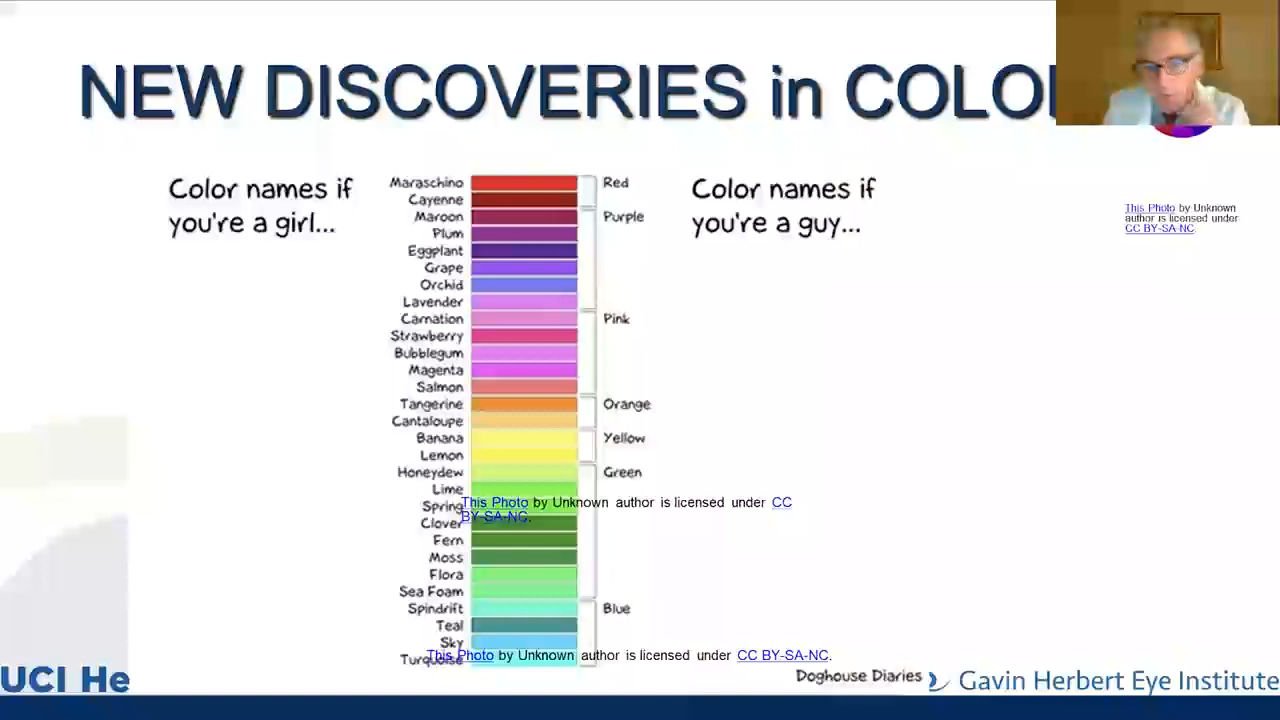 NEW DISCOVERIES in COLO
Color names if
you're a girl...
Color names if
you're a guy...
This Photo by Unknown
author is licensed under
CC BY-SA-NC
Maraschino
Red
Cayenne
Maroon
Purple
Plum
Eggplant
Grape
Orchid
Lavender
Carnation
Pink
Strawberry
Bubblegum
Magenta
Salmon
Tangerine
Orange
Cantaloupe
Banana
Yellow
Lemon
Honeydew
Green
Lime
Spring
This Photo by Unknown author is licensed under CC
BY-SA-NC.
Clover
Fern
Moss
Flora
Sea Foam
Spindrift
Blue
Teal
Sky
Turquoise
This Photo by Unknown author is licensed under CC BY-SA-NC.
Doghouse Diaries
UCI He
Gavin Herbert Eye Institute